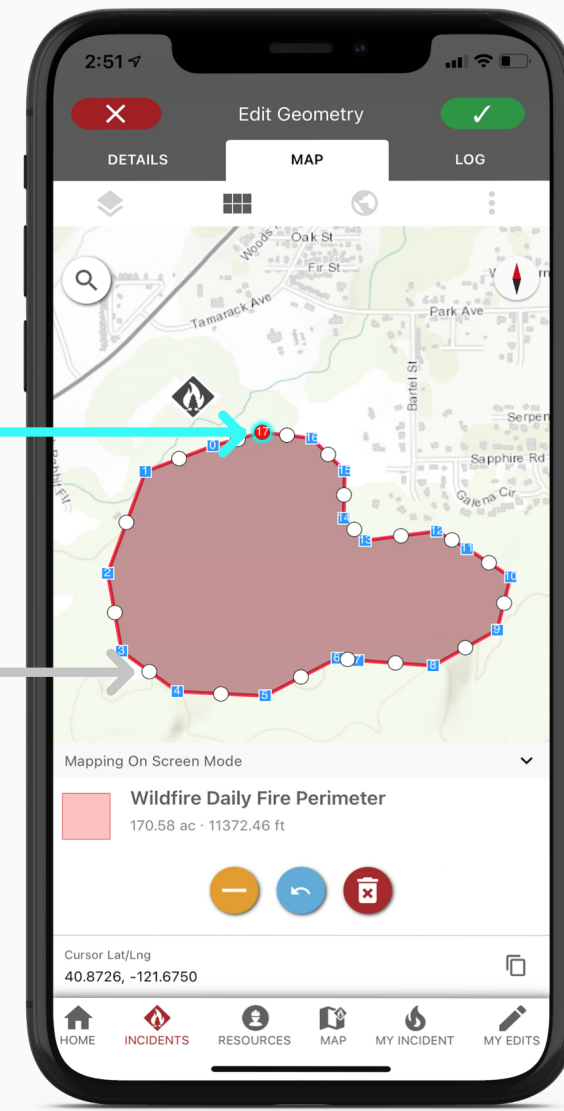 2:51
Edit Geometry
DETAILS MAP LOG
Oak St
Fir St
Tamarack Ave
Park Ave
Bartel St
Serpen
Sapphire Rd
Galena Cir
17
0
16
1
15
14
13
12
11
2
10
9
3
6
7
8
4
5
Mapping On Screen Mode
Wildfire Daily Fire Perimeter
170.58 ac · 11372.46 ft
Cursor Lat/Lng
40.8726, -121.6750
HOME INCIDENTS RESOURCES MAP MY INCIDENT MY EDITS